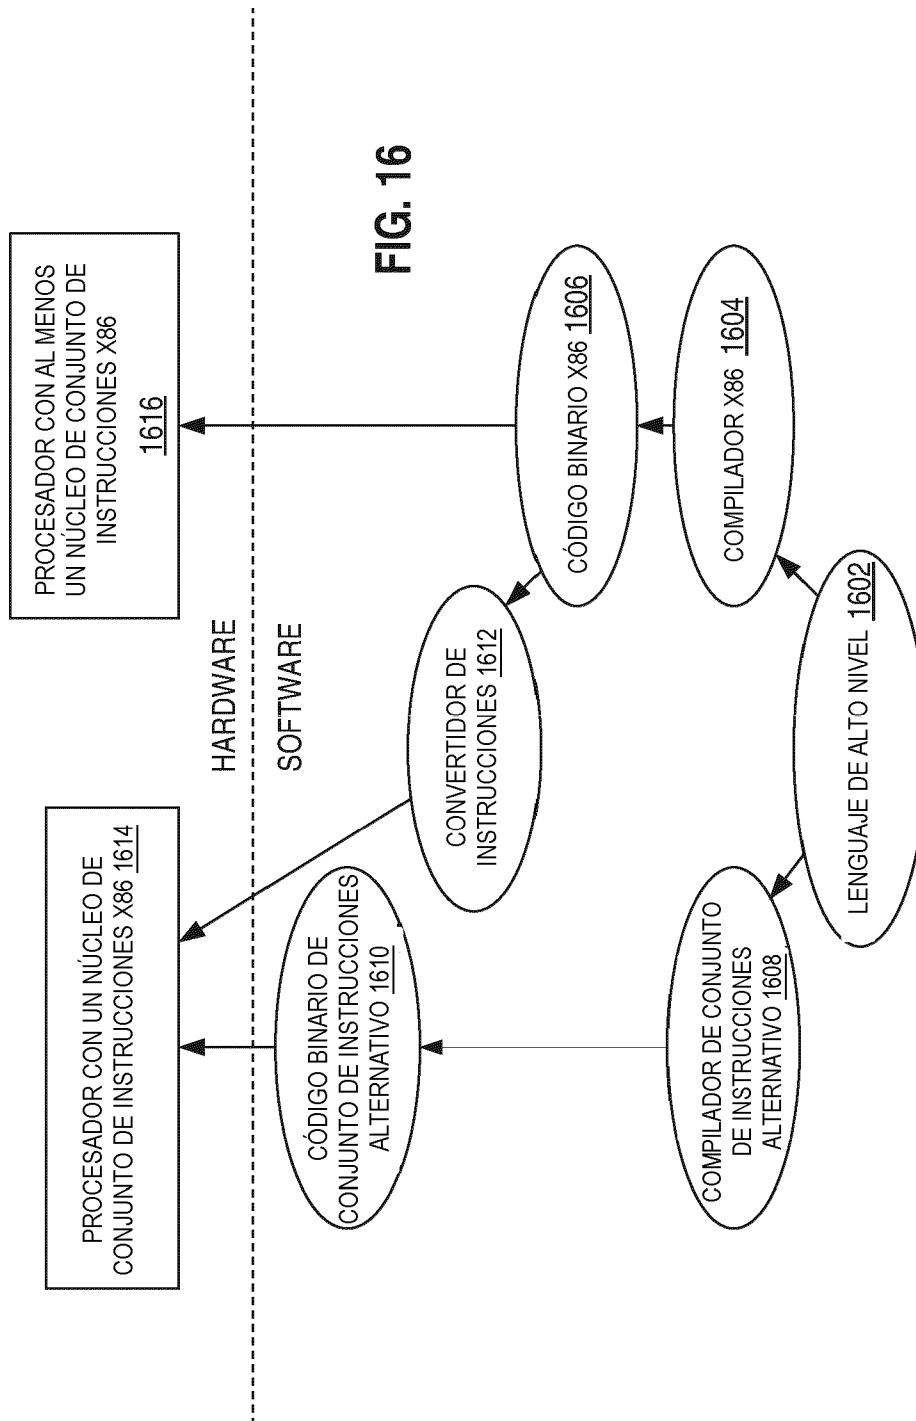 PROCESADOR CON UN NÚCLEO DE
CONJUNTO DE INSTRUCCIONES X86 1614
PROCESADOR CON AL MENOS
UN NÚCLEO DE CONJUNTO DE
INSTRUCCIONES X86
1616
HARDWARE
SOFTWARE
CÓDIGO BINARIO DE
CONJUNTO DE INSTRUCCIONES
ALTERNATIVO 1610
CONVERTIDOR DE
INSTRUCCIONES 1612
FIG. 16
CÓDIGO BINARIO X86 1606
COMPILADOR DE CONJUNTO
DE INSTRUCCIONES
ALTERNATIVO 1608
COMPILADOR X86 1604
LENGUAJE DE ALTO NIVEL 1602